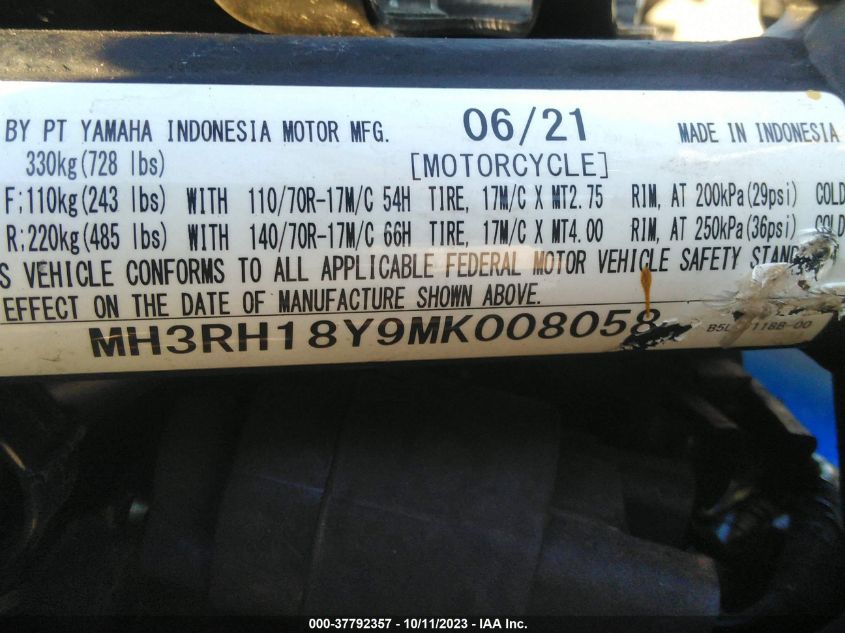 BY PT YAMAHA INDONESIA MOTOR MFG. 06/21 MADE IN INDONESIA
330kg(728 lbs) [MOTORCYCLE]
F:110kg(243 lbs) WITH 110/70R-17M/C 54H TIRE, 17M/C X MT2.75 RIM, AT 200kPa(29psi) COLD
R:220kg(485 lbs) WITH 140/70R-17M/C 66H TIRE, 17M/C X MT4.00 RIM, AT 250kPa(36psi) COLD
S VEHICLE CONFORMS TO ALL APPLICABLE FEDERAL MOTOR VEHICLE SAFETY STAND
EFFECT ON THE DATE OF MANUFACTURE SHOWN ABOVE.
MH3RH18Y9MK008058
000-37792357 - 10/11/2023 - IAA Inc.